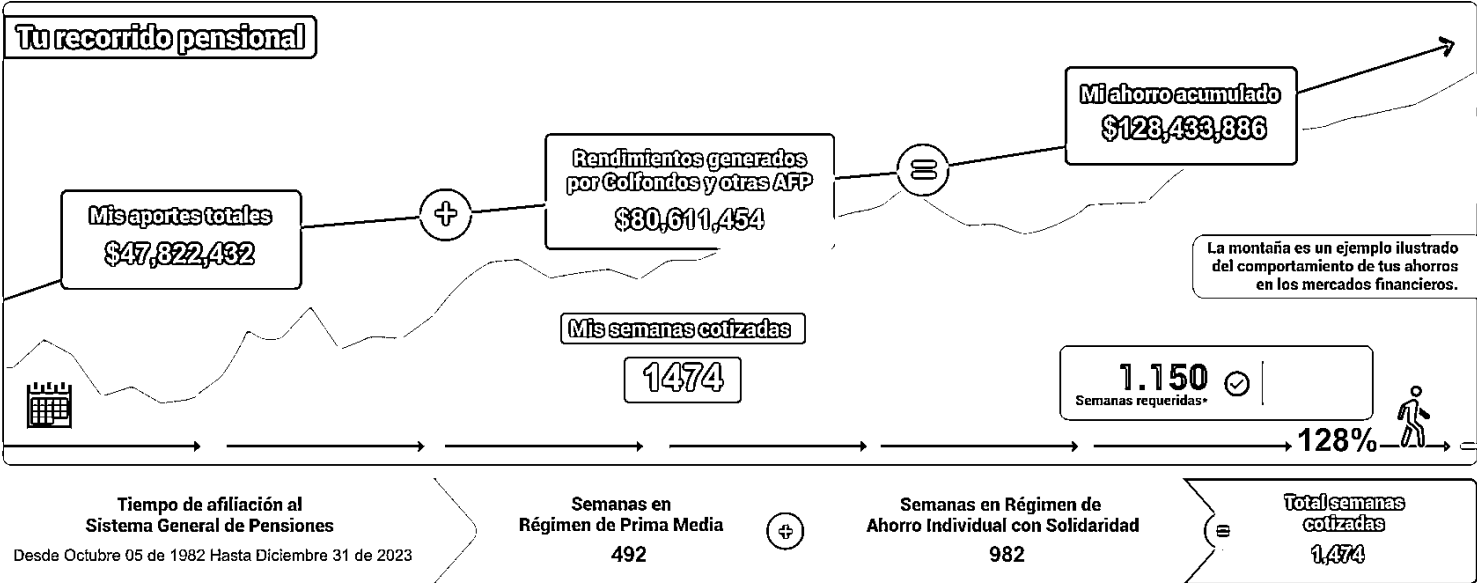 Tu recorrido pensional
Mi ahorro acumulado
$128,433,886
Rendimientos generados
por Colfondos y otras AFP
$80,611,454
=
Mis aportes totales
$47,822,432
+
La montaña es un ejemplo ilustrado
del comportamiento de tus ahorros
en los mercados financieros.
Mis semanas cotizadas
1474
1.150
Semanas requeridas*
128%
Tiempo de afiliación al
Sistema General de Pensiones
Desde Octubre 05 de 1982 Hasta Diciembre 31 de 2023
Semanas en
Régimen de Prima Media
492
+
Semanas en Régimen de
Ahorro Individual con Solidaridad
982
=
Total semanas
cotizadas
1,474